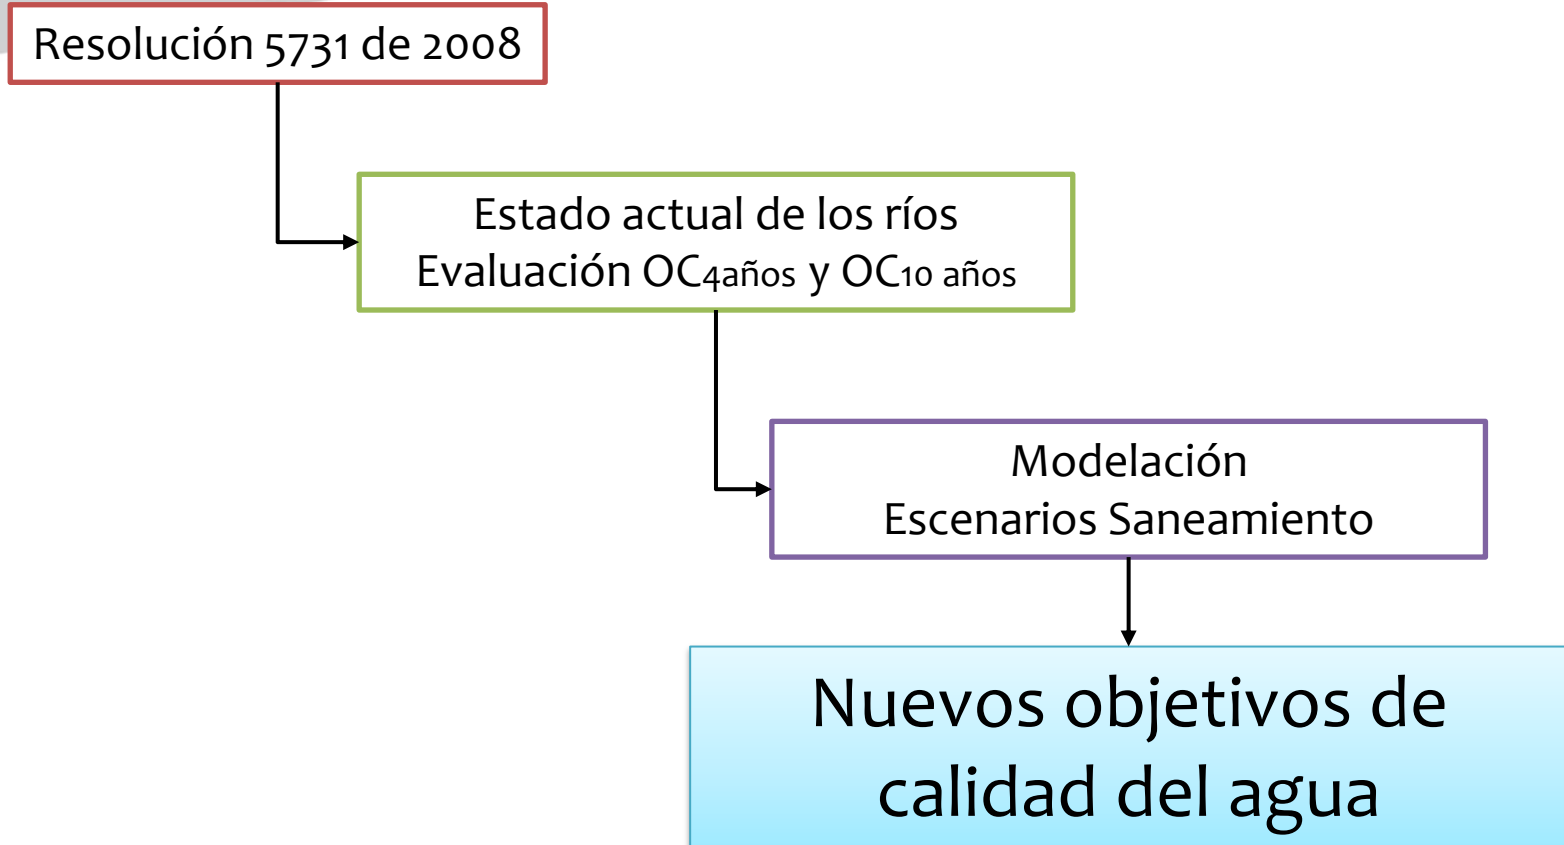 Resolución 5731 de 2008
Estado actual de los ríos
Evaluación OC4años y OC10 años
Modelación
Escenarios Saneamiento
Nuevos objetivos de
calidad del agua